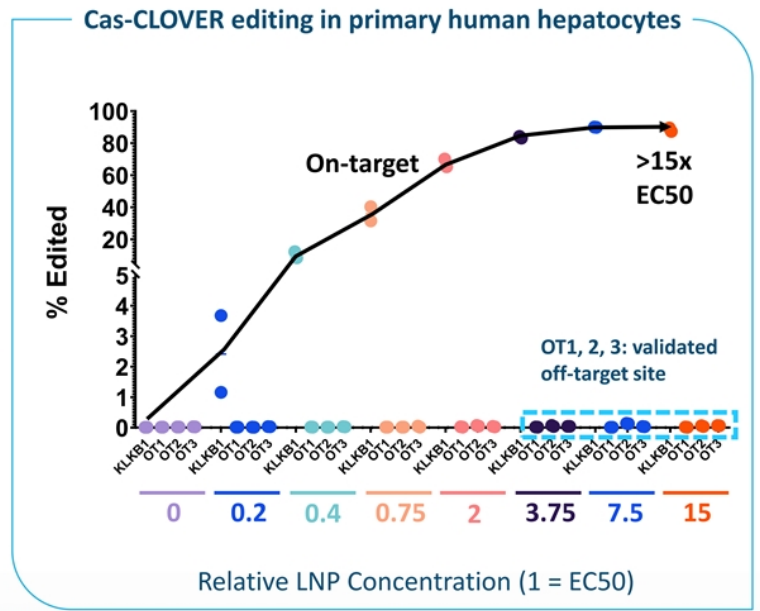 Cas-CLOVER editing in primary human hepatocytes
% Edited
100
80
60
40
20
5
4
3
2
1
0
On-target
>15x
EC50
OT1, 2, 3: validated
off-target site
KLKB1 OT1 OT2 OT3 KLKB1 OT1 OT2 OT3 KLKB1 OT1 OT2 OT3 KLKB1 OT1 OT2 OT3 KLKB1 OT1 OT2 OT3 KLKB1 OT1 OT2 OT3 KLKB1 OT1 OT2 OT3 KLKB1 OT1 OT2 OT3
0 0.2 0.4 0.75 2 3.75 7.5 15
Relative LNP Concentration (1 = EC50)